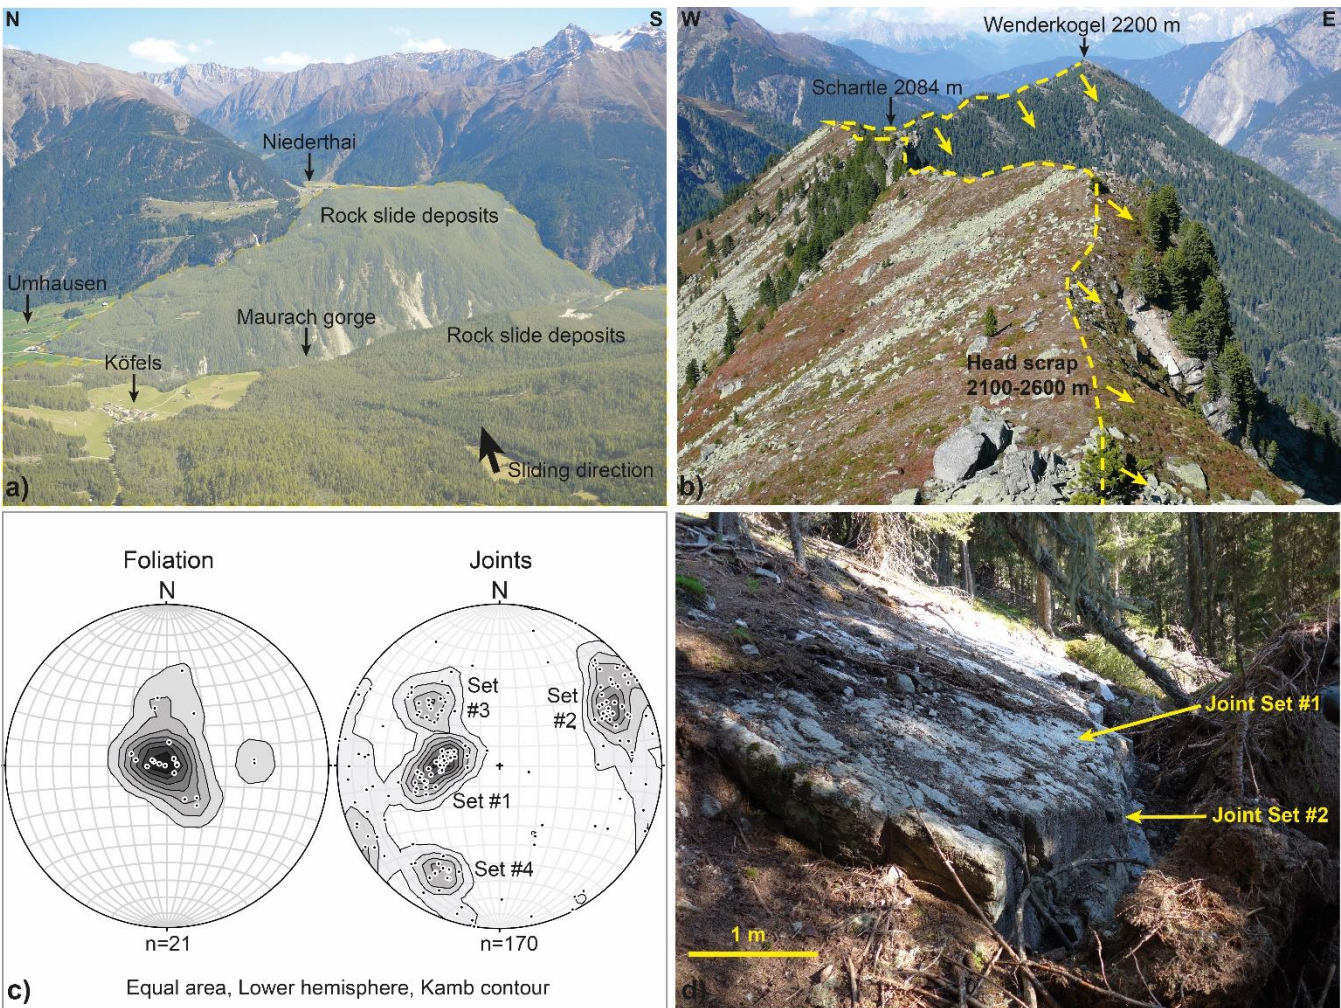 N
S
Niederthai
Rock slide deposits
Umhausen
Maurach gorge
Rock slide deposits
Köfels
Sliding direction
a)
W
E
Wenderkogel 2200 m
Schartle 2084 m
Head scrap
2100-2600 m
b)
Foliation
Joints
N
N
Set
#3
Set
#2
Set #1
Set #4
n=21
n=170
Equal area, Lower hemisphere, Kamb contour
c)
Joint Set #1
Joint Set #2
1 m
d)